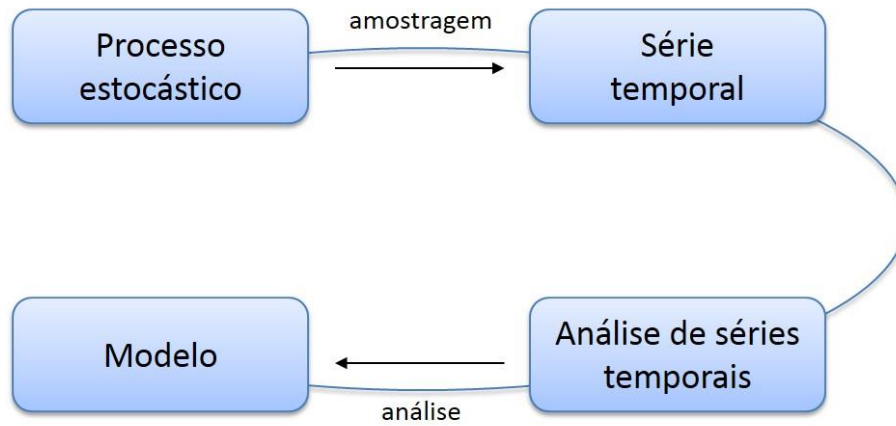 Processo
estocástico
amostragem
Série
temporal
Análise de séries
temporais
análise
Modelo